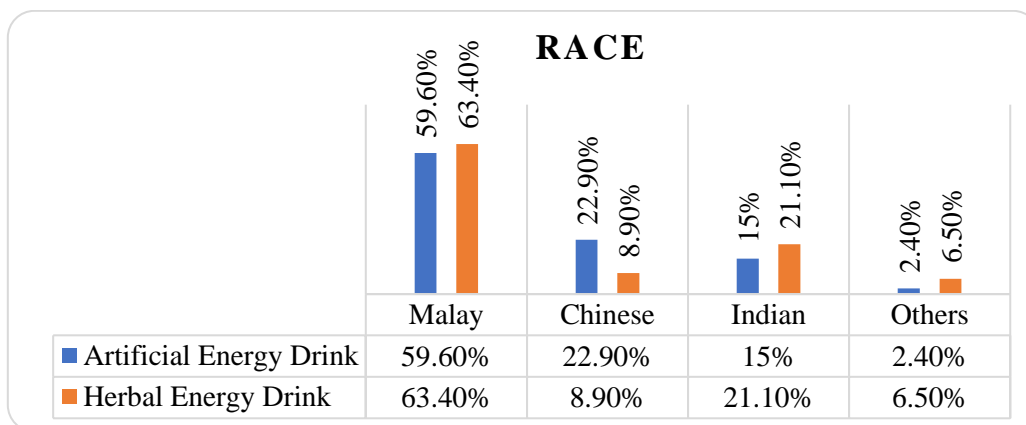 RACE
59.60%
63.40%
22.90%
8.90%
15%
21.10%
2.40%
6.50%
Malay Chinese Indian Others
Artificial Energy Drink 59.60% 22.90% 15% 2.40%
Herbal Energy Drink 63.40% 8.90% 21.10% 6.50%